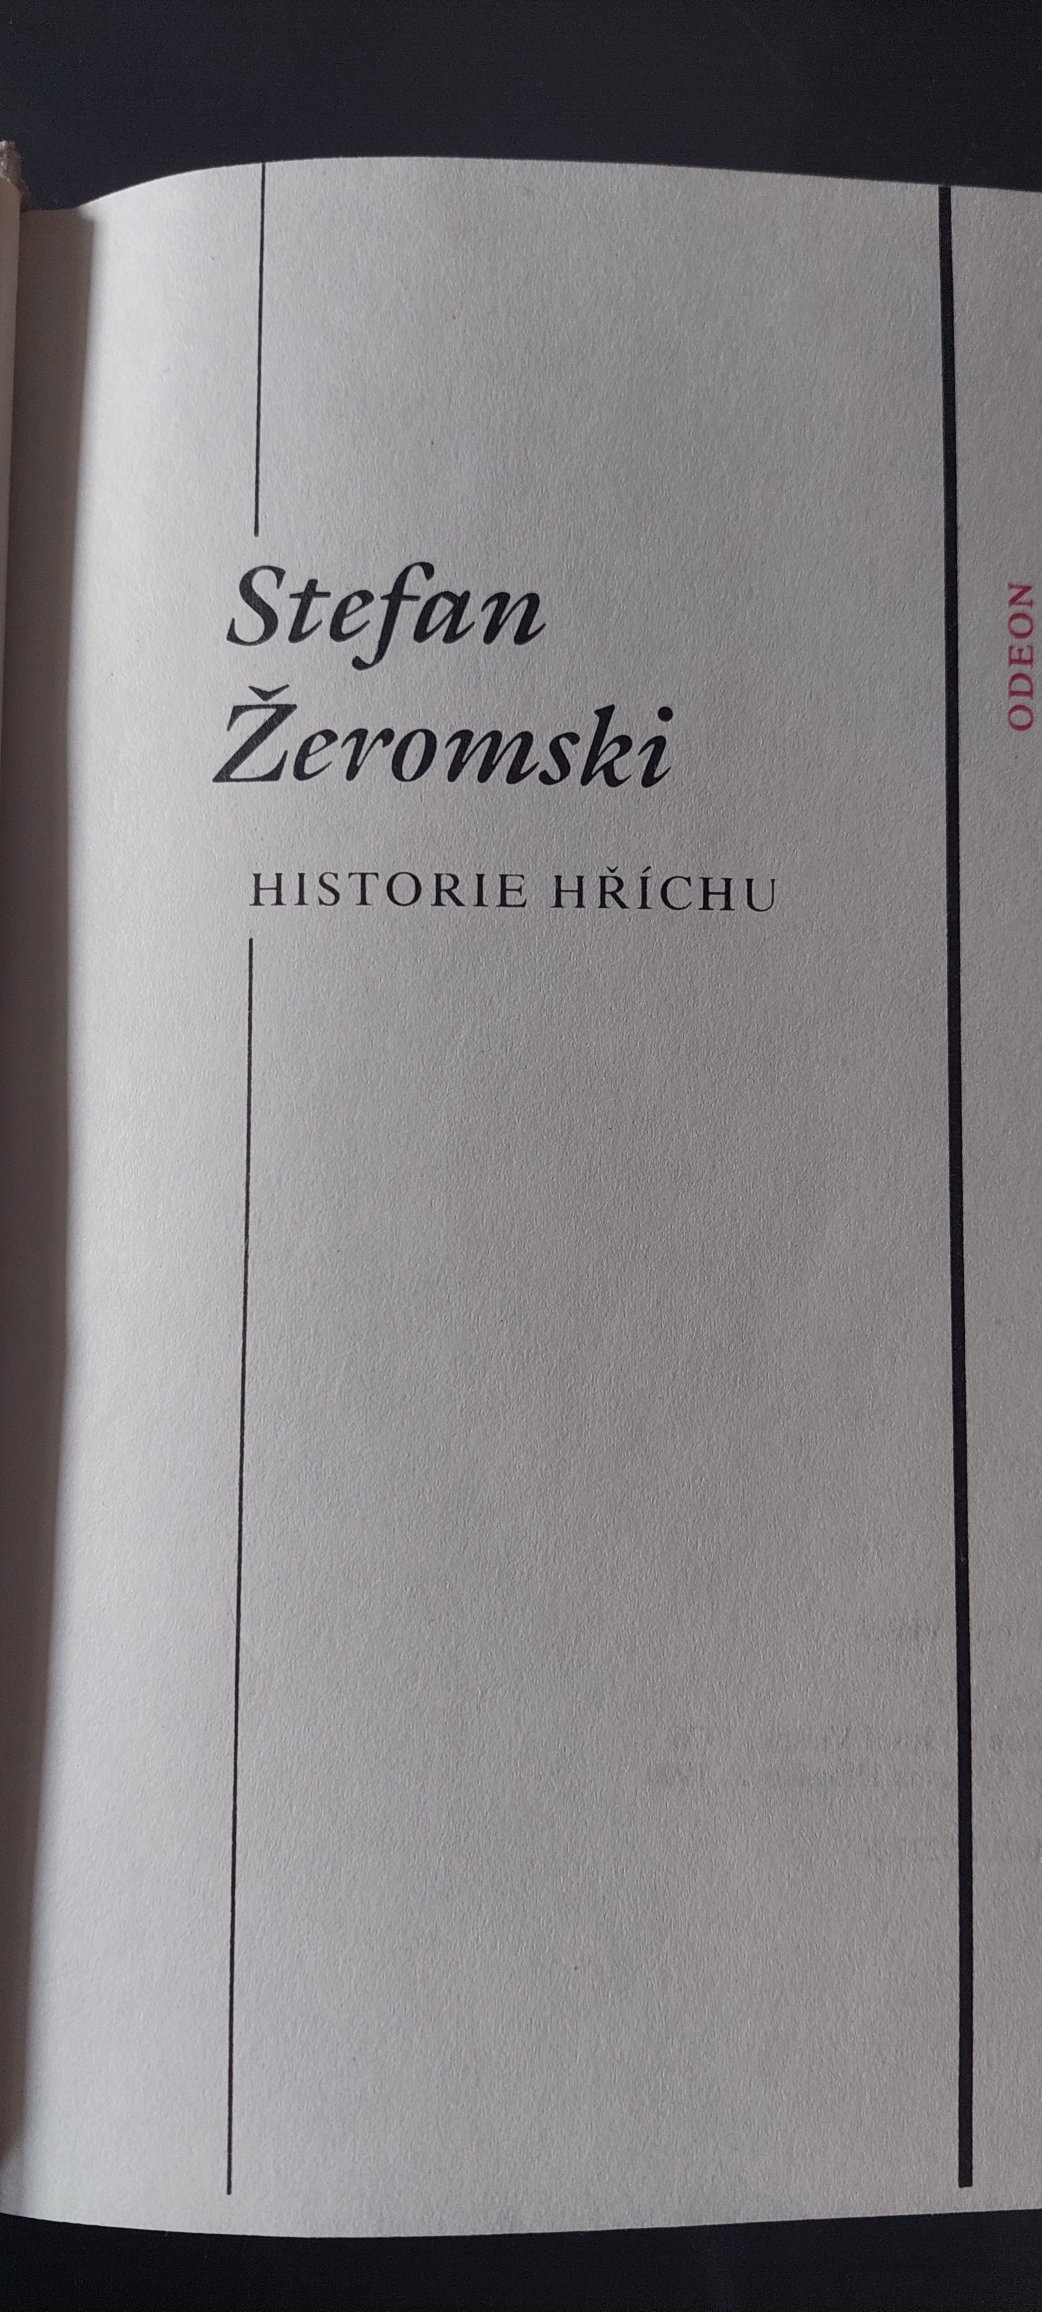 Stefan
Žeromski
HISTORIE HŘÍCHU
ODEON